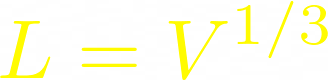 L = V^{1/3}